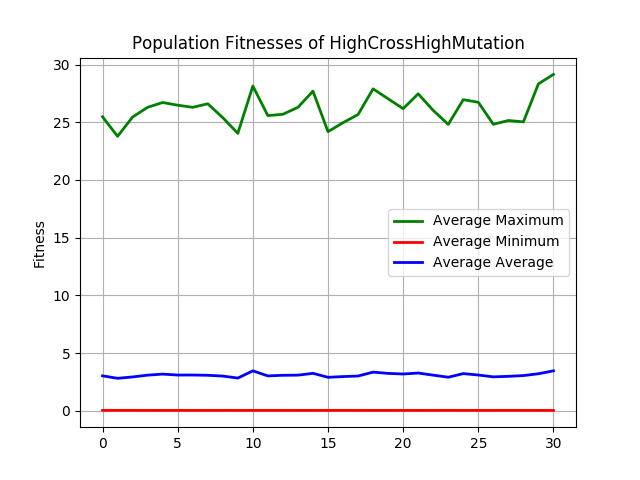 Population Fitnesses of HighCrossHighMutation
30
25
20
15
10
5
0
Fitness
Average Maximum
Average Minimum
Average Average
0 5 10 15 20 25 30